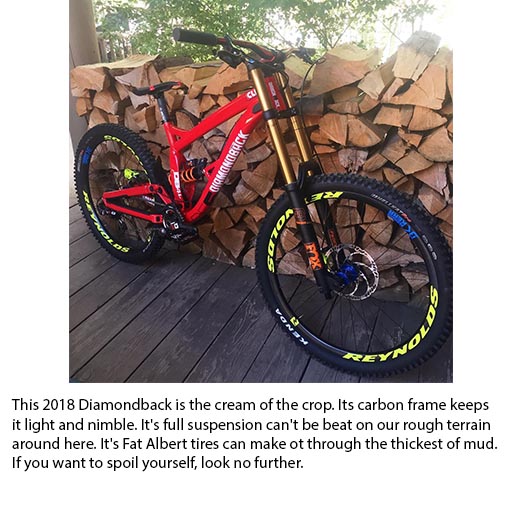 DIAMONDBACK
REYNOLDS
REYNOLDS
FOX
KENDA
REYNOLDS
This 2018 Diamondback is the cream of the crop. Its carbon frame keeps
it light and nimble. It's full suspension can't be beat on our rough terrain
around here. It's Fat Albert tires can make ot through the thickest of mud.
If you want to spoil yourself, look no further.